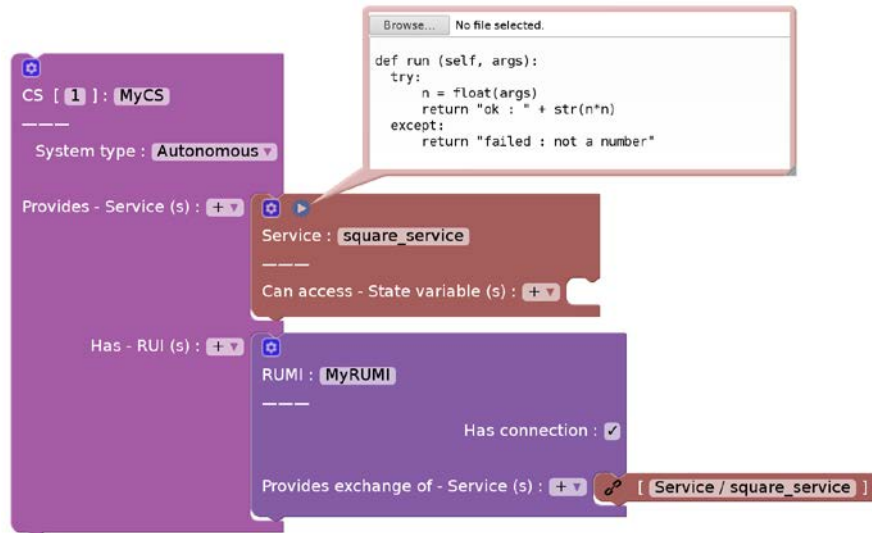 Browse... No file selected.
def run (self, args):
try:
n = float(args)
return "ok : " + str(n*n)
except:
return "failed : not a number"
CS [ 1 ] : MyCS
———
System type : Autonomous
Provides - Service (s) : +
Service : square_service
———
Can access - State variable (s) : +
Has - RUI (s) : +
RUMI : MyRUMI
———
Has connection :
Provides exchange of - Service (s) : + [ Service / square_service ]